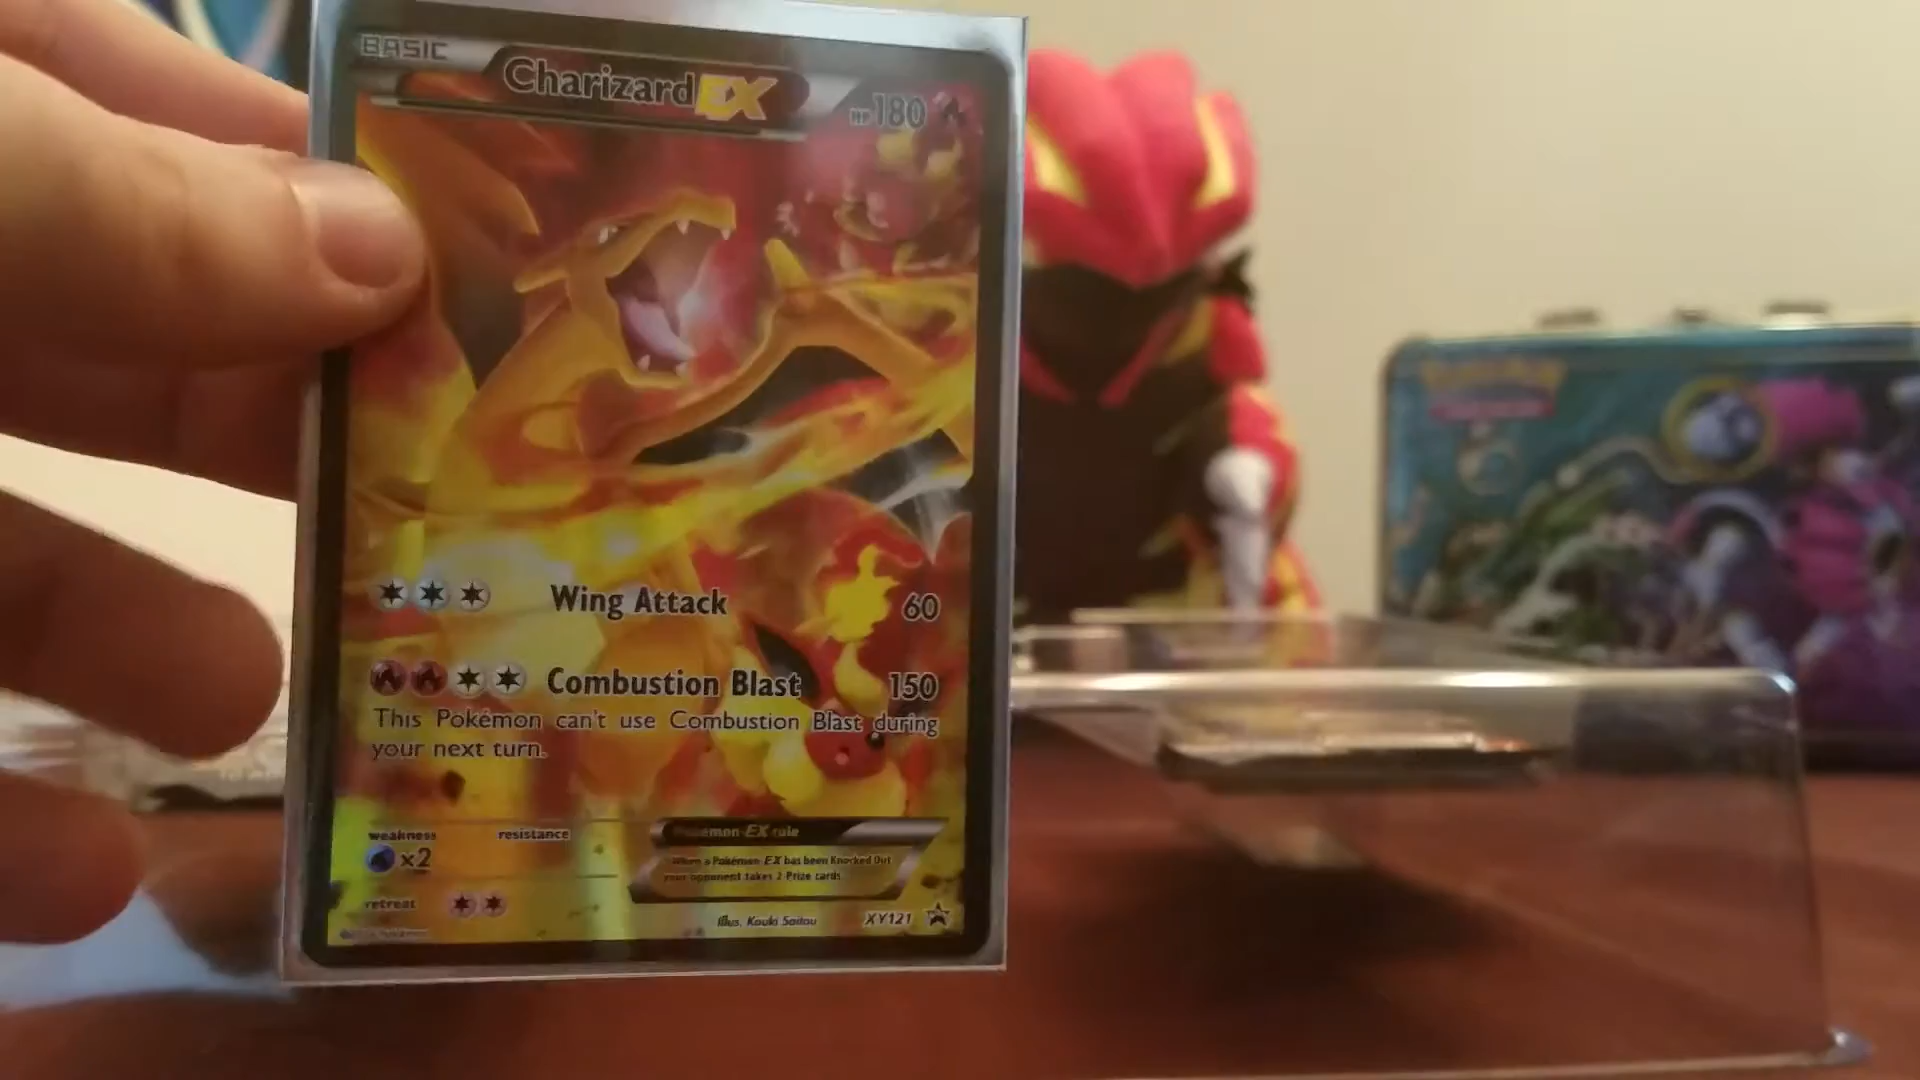 BASIC
Charizard EX
HP 180
Wing Attack 60
Combustion Blast 150
This Pokémon can't use Combustion Blast during
your next turn.
weakness resistance
x2
retreat
Pokémon-EX rule
When a Pokémon-EX has been Knocked Out,
your opponent takes 2 Prize cards.
Illus. Kouki Saitou XY121